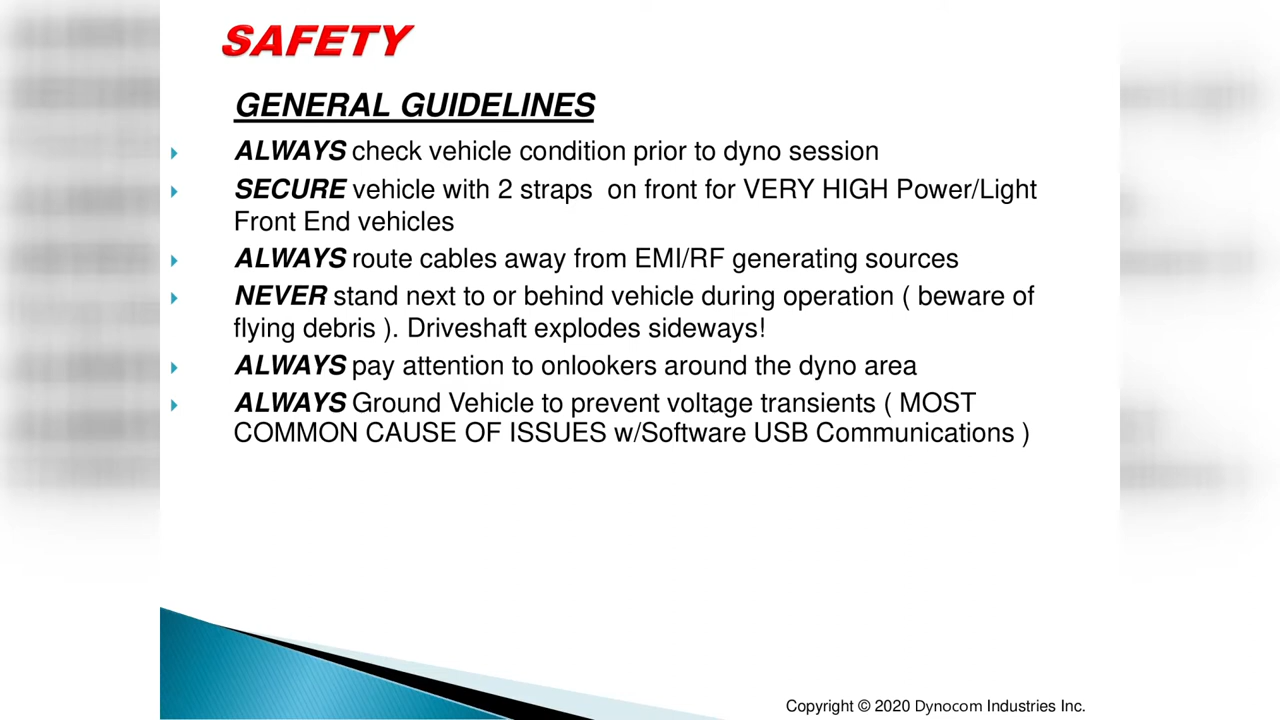 SAFETY
GENERAL GUIDELINES
ALWAYS check vehicle condition prior to dyno session
SECURE vehicle with 2 straps on front for VERY HIGH Power/Light
Front End vehicles
ALWAYS route cables away from EMI/RF generating sources
NEVER stand next to or behind vehicle during operation ( beware of
flying debris ). Driveshaft explodes sideways!
ALWAYS pay attention to onlookers around the dyno area
ALWAYS Ground Vehicle to prevent voltage transients ( MOST
COMMON CAUSE OF ISSUES w/Software USB Communications )
Copyright © 2020 Dynocom Industries Inc.